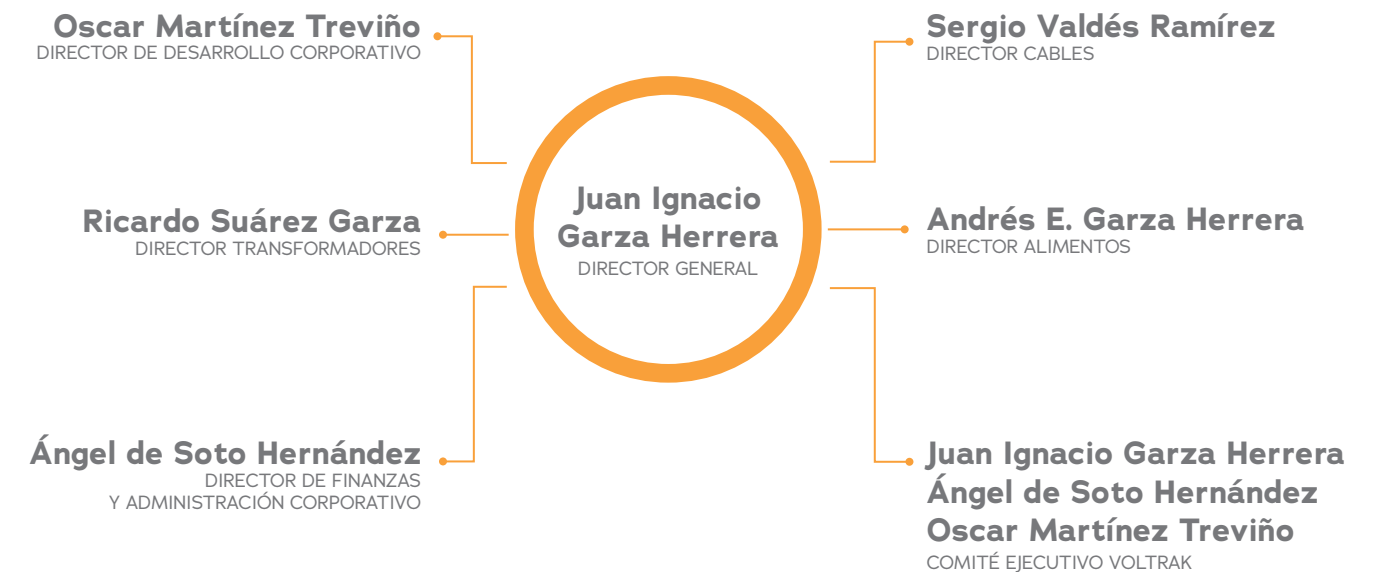 Oscar Martínez Treviño
DIRECTOR DE DESARROLLO CORPORATIVO
Ricardo Suárez Garza
DIRECTOR TRANSFORMADORES
Ángel de Soto Hernández
DIRECTOR DE FINANZAS
Y ADMINISTRACIÓN CORPORATIVO
Juan Ignacio
Garza Herrera
DIRECTOR GENERAL
Sergio Valdés Ramírez
DIRECTOR CABLES
Andrés E. Garza Herrera
DIRECTOR ALIMENTOS
Juan Ignacio Garza Herrera
Ángel de Soto Hernández
Oscar Martínez Treviño
COMITÉ EJECUTIVO VOLTRAK